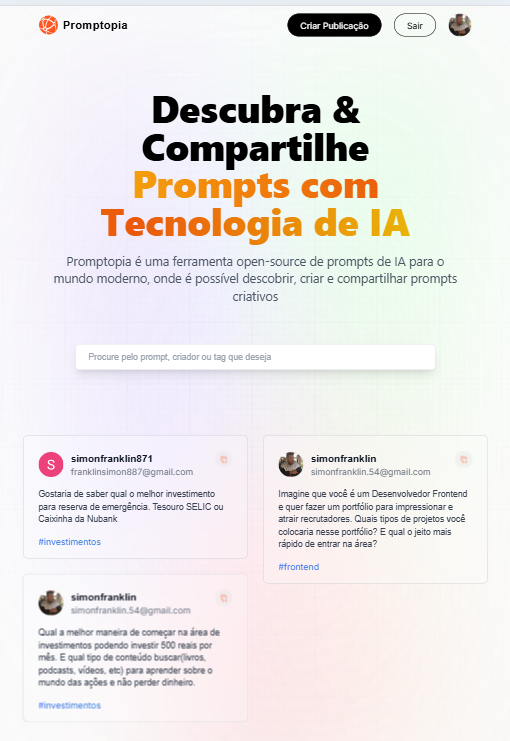 Promptopia
Criar Publicação
Sair
Descubra &
Compartilhe
Prompts com
Tecnologia de IA
Promptopia é uma ferramenta open-source de prompts de IA para o
mundo moderno, onde é possível descobrir, criar e compartilhar prompts
criativos
Procure pelo prompt, criador ou tag que deseja
S
simonfranklin871
franklinsimon887@gmail.com
Gostaria de saber qual o melhor investimento
para reserva de emergência. Tesouro SELIC ou
Caixinha da Nubank
#investimentos
simonfranklin
simonfranklin.54@gmail.com
Imagine que você é um Desenvolvedor Frontend
e quer fazer um portfólio para impressionar e
atrair recrutadores. Quais tipos de projetos você
colocaria nesse portfólio? E qual o jeito mais
rápido de entrar na área?
#frontend
simonfranklin
simonfranklin.54@gmail.com
Qual a melhor maneira de começar na área de
investimentos podendo investir 500 reais por
mês. E qual tipo de conteúdo buscar(livros,
podcasts, vídeos, etc) para aprender sobre o
mundo das ações e não perder dinheiro.
#investimentos